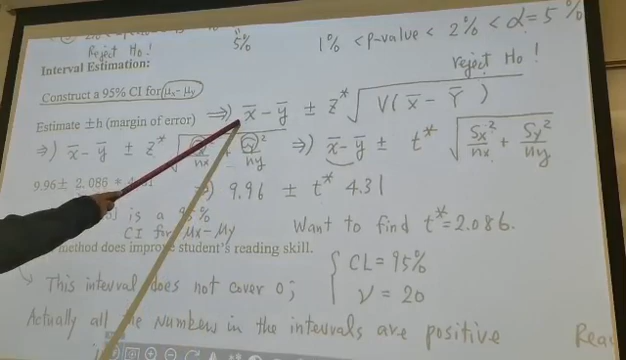 Reject Ho!
5%
1% < p-value < 2% < α = 5%
reject Ho!
Interval Estimation:
Construct a 95% CI for μx - μy
Estimate ±h (margin of error)
⇒) x̄ - ȳ ± z* √V(x̄ - Ȳ)
⇒) x̄ - ȳ ± z*
⇒) x̄ - ȳ ± t* √Sx²/nx + Sy²/ny
9.96± 2.086 *
9.96 ± t* 4.31
is a 95%
CI for μx - μy
Want to find t* = 2.086.
method does improve student's reading skill.
{ CL = 95%
ν = 20
This interval does not cover 0;
Actually all the numbers in the intervals are positive